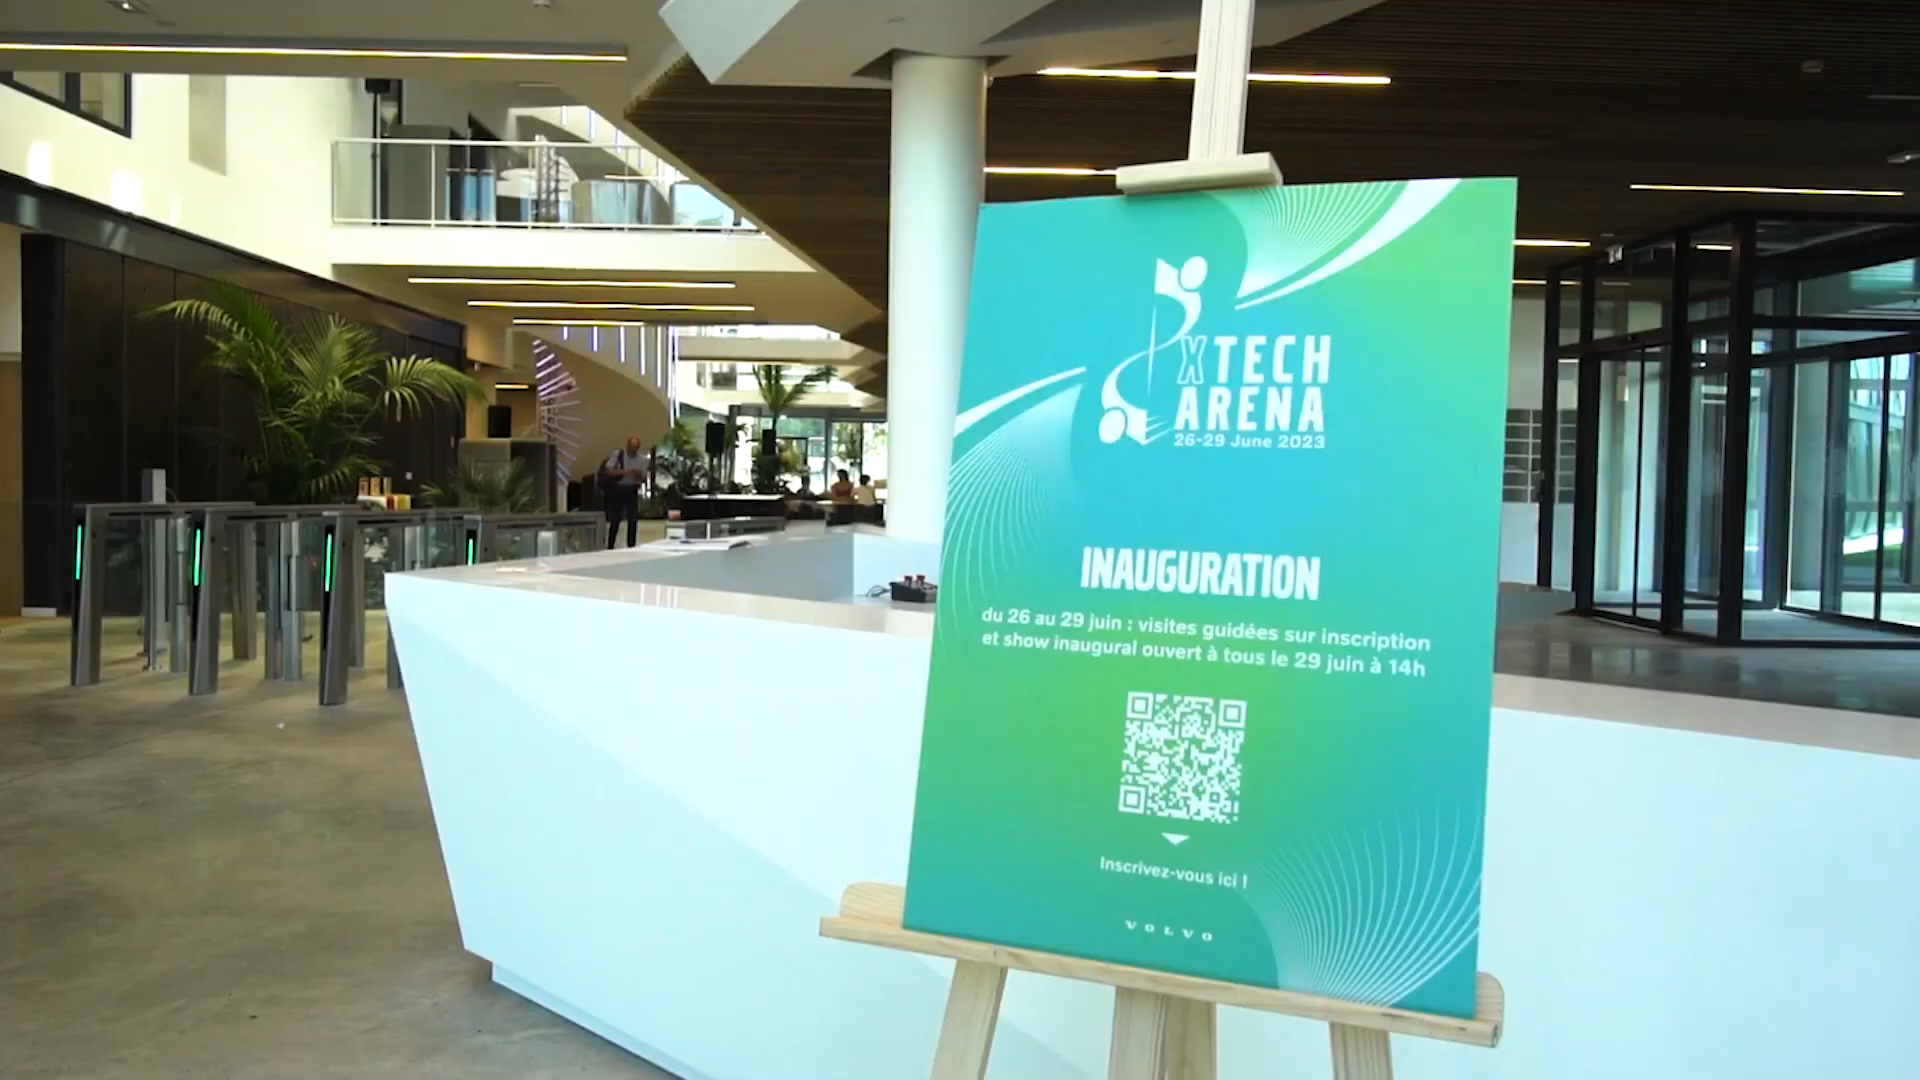 X TECH
ARENA
26-29 June 2023
INAUGURATION
du 26 au 29 juin : visites guidées sur inscription
et show inaugural ouvert à tous le 29 juin à 14h
Inscrivez-vous ici !
VOLVO